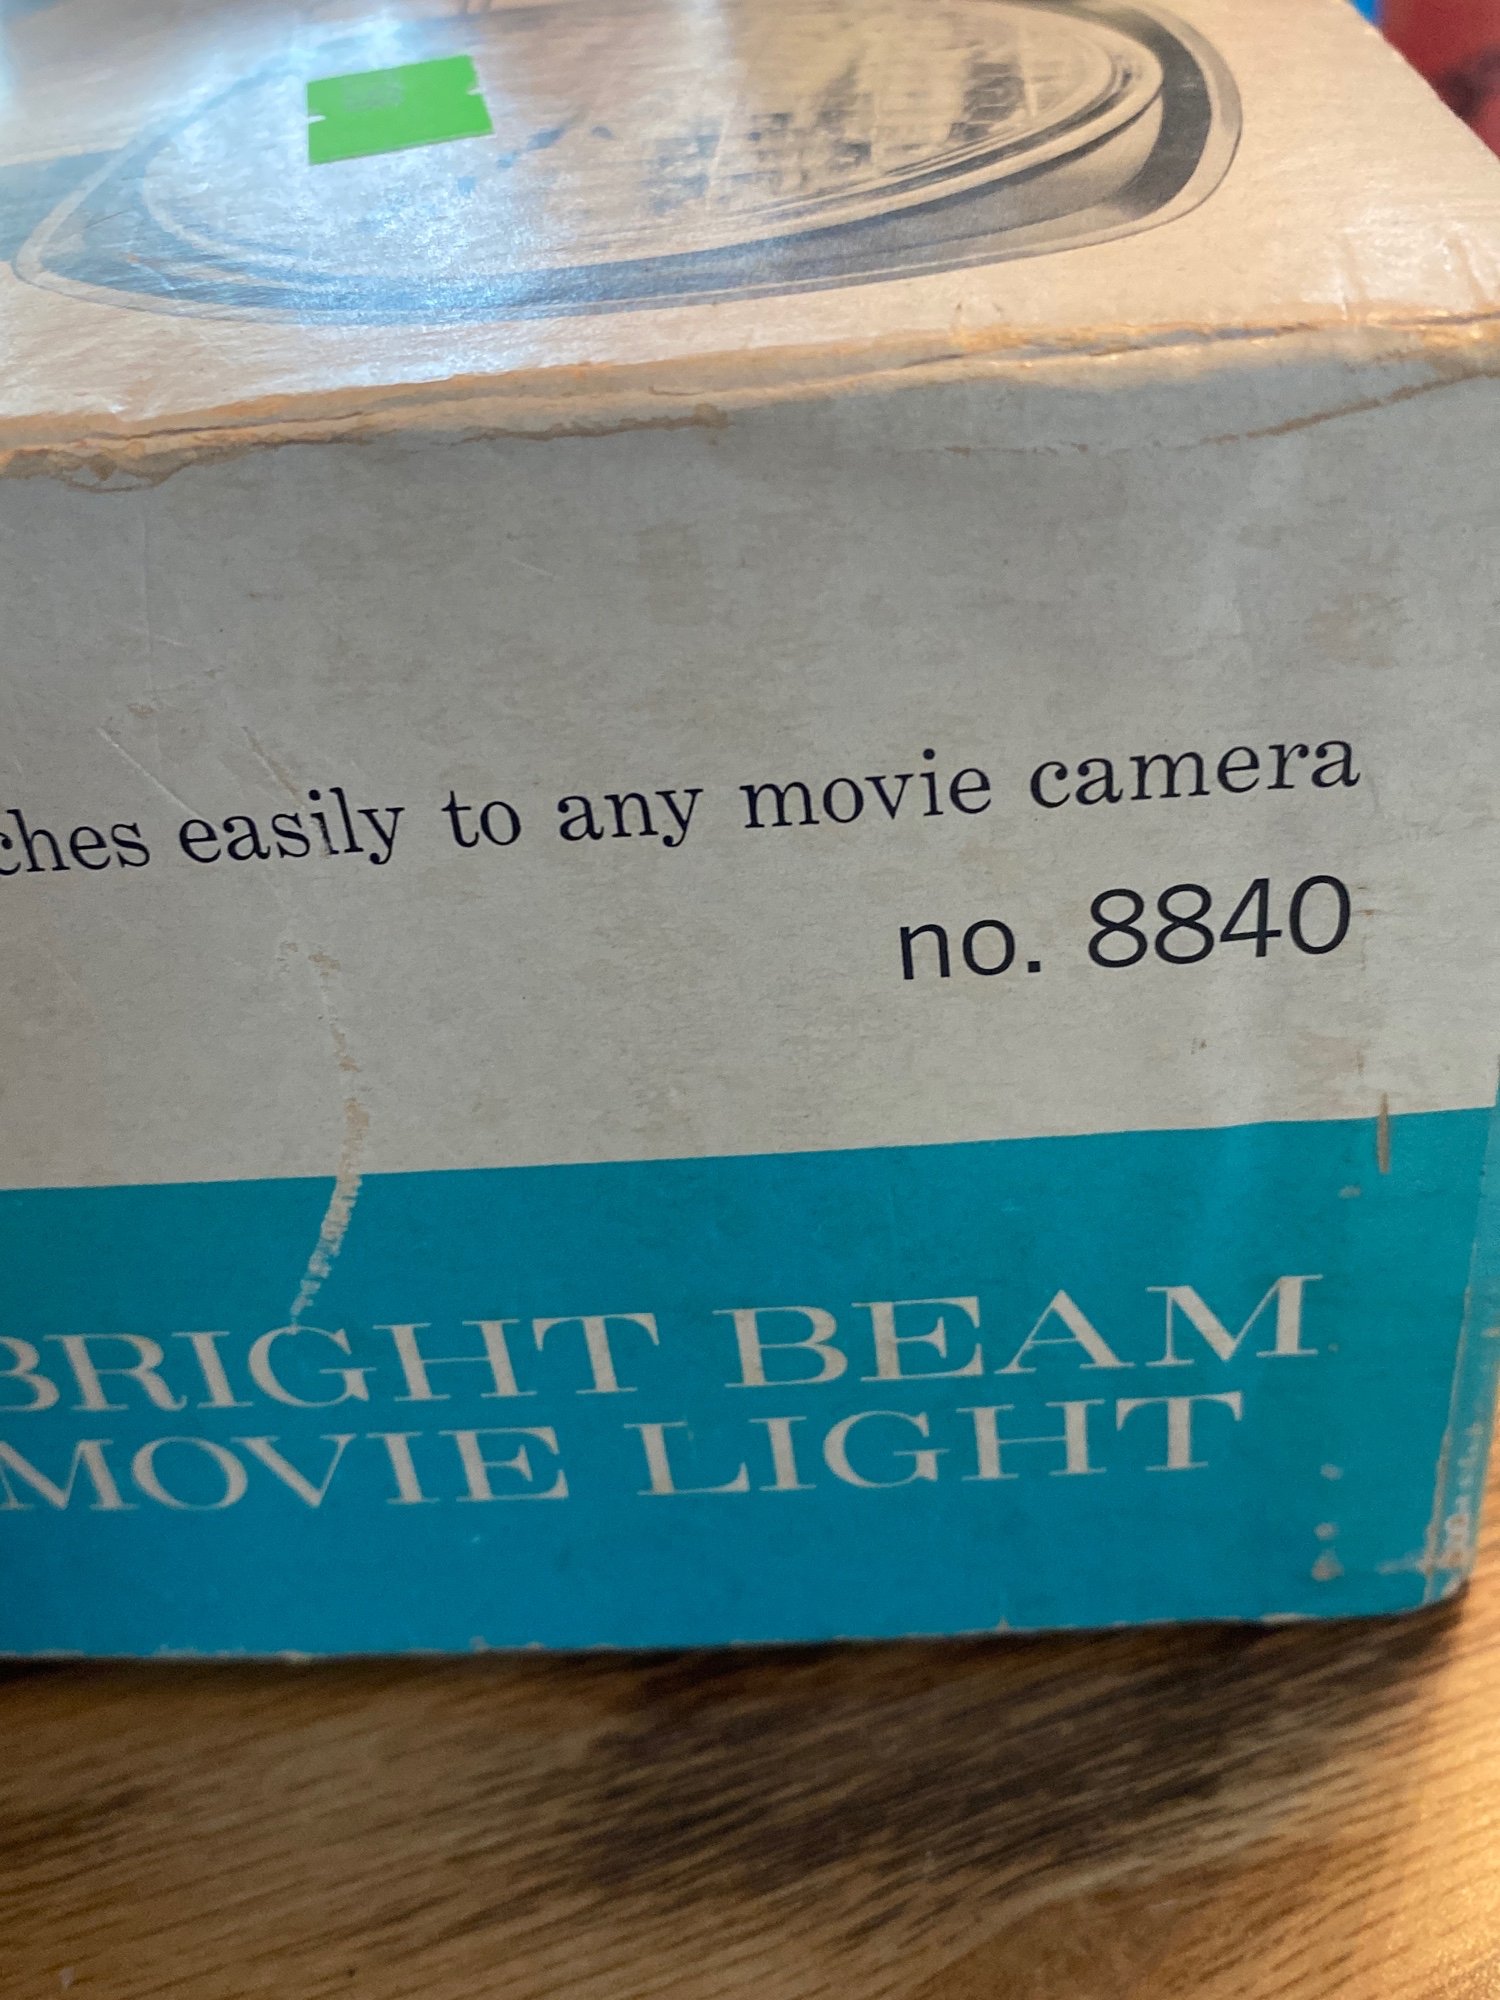 ches easily to any movie camera
no. 8840
BRIGHT BEAM
MOVIE LIGHT